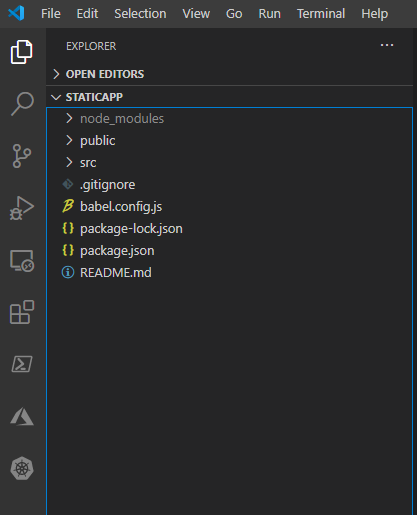 File Edit Selection View Go Run Terminal Help
EXPLORER
OPEN EDITORS
STATICAPP
node_modules
public
src
.gitignore
babel.config.js
package-lock.json
package.json
README.md